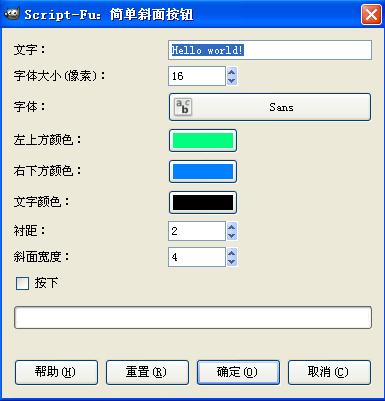 Script-Fu: 简单斜面按钮
文字：
Hello world!
字体大小(像素)：
16
字体：
Sans
左上方颜色：
右下方颜色：
文字颜色：
衬距：
2
斜面宽度：
4
按下
帮助(H)
重置(R)
确定(O)
取消(C)